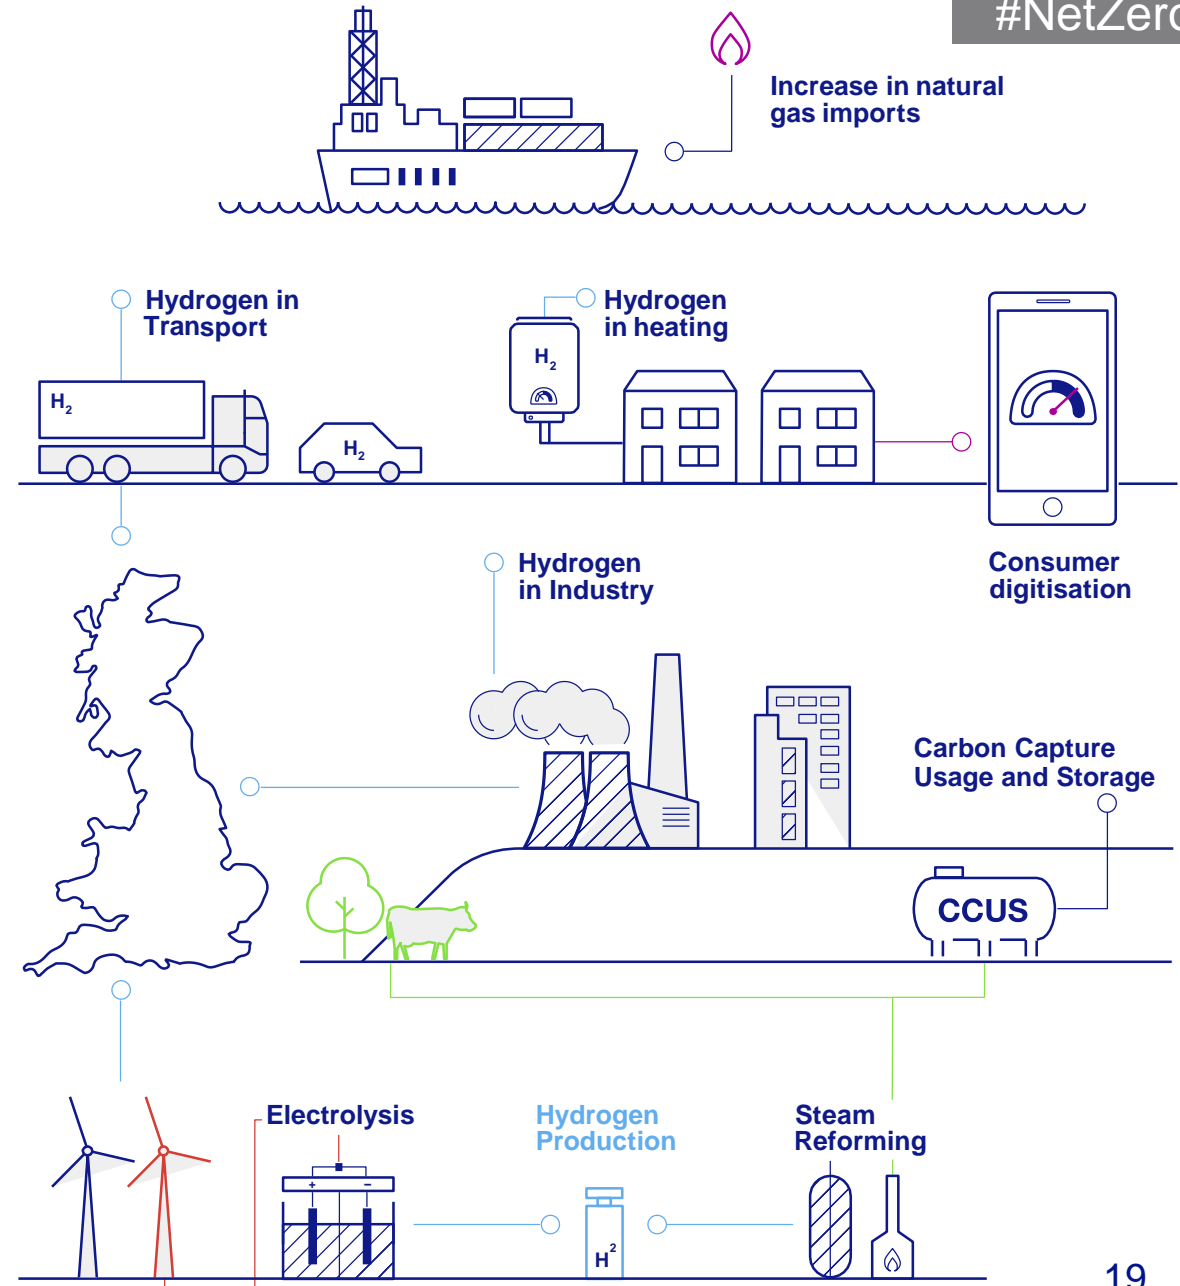 #NetZero
Increase in natural
gas imports
Hydrogen in
Transport
Hydrogen
in heating
H2
H2
H2
Consumer
digitisation
Hydrogen
in Industry
Carbon Capture
Usage and Storage
CCUS
Electrolysis
Hydrogen
Production
Steam
Reforming
+ −
H2
19